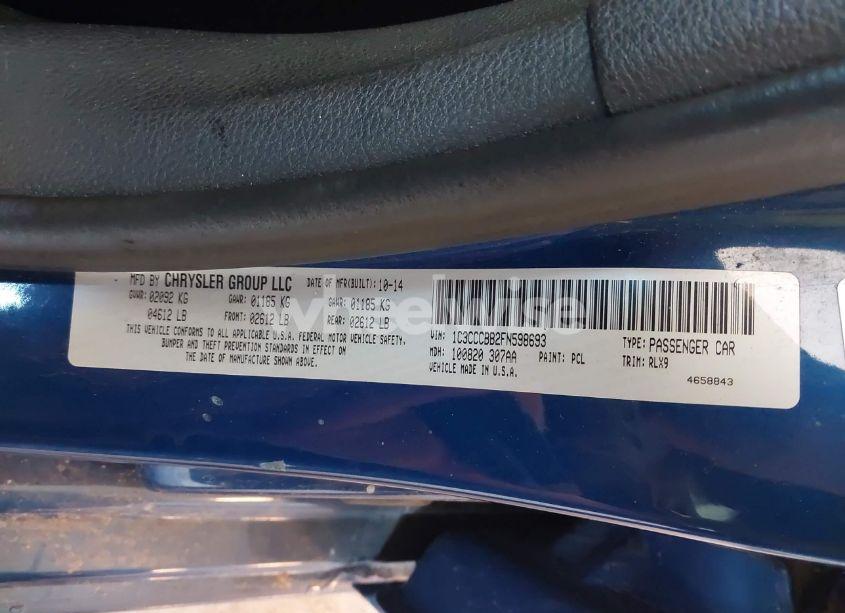 MFD BY CHRYSLER GROUP LLC DATE OF MFR(BUILT): 10-14
GVWR: 02092 KG GAWR: 01185 KG GAWR: 01185 KG
04612 LB FRONT: 02612 LB REAR: 02612 LB
THIS VEHICLE CONFORMS TO ALL APPLICABLE U.S.A. FEDERAL MOTOR VEHICLE SAFETY,
BUMPER AND THEFT PREVENTION STANDARDS IN EFFECT ON
THE DATE OF MANUFACTURE SHOWN ABOVE.
VIN: 1C3CCCBB2FN598693 TYPE: PASSENGER CAR
MDH: 100820 307AA PAINT: PCL TRIM: RLX9
VEHICLE MADE IN U.S.A.
4658843